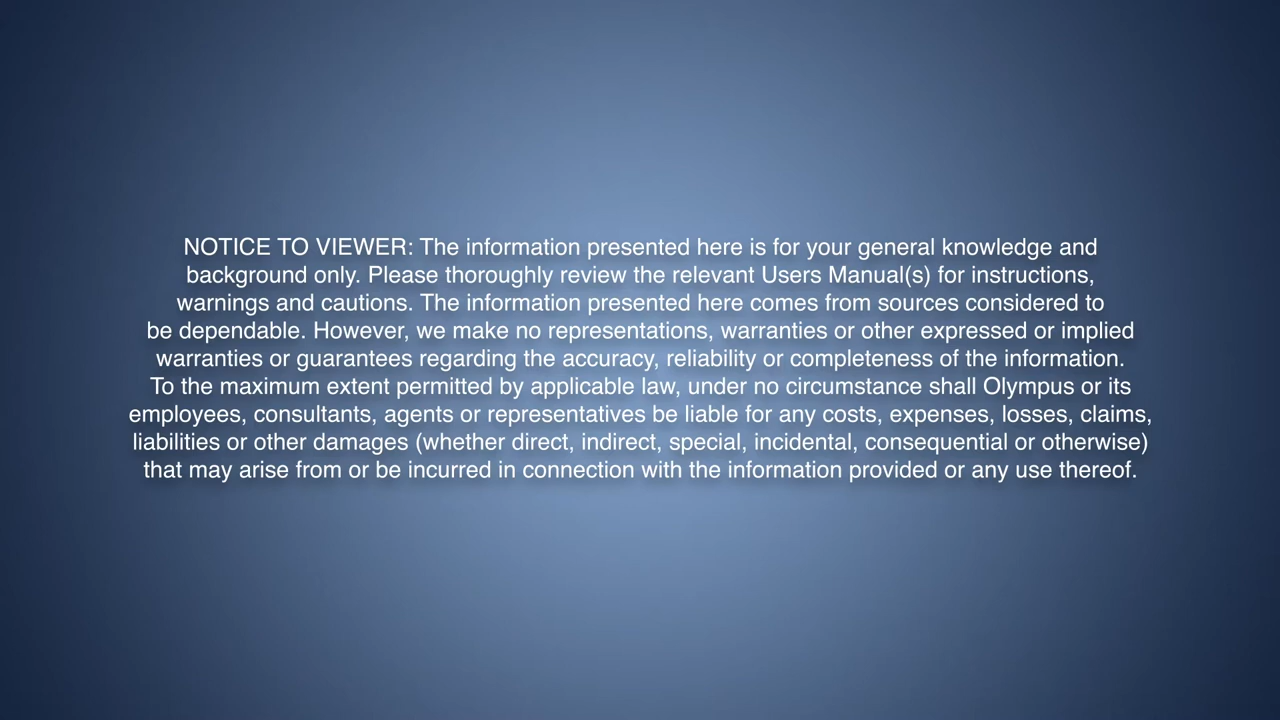 NOTICE TO VIEWER: The information presented here is for your general knowledge and
background only. Please thoroughly review the relevant Users Manual(s) for instructions,
warnings and cautions. The information presented here comes from sources considered to
be dependable. However, we make no representations, warranties or other expressed or implied
warranties or guarantees regarding the accuracy, reliability or completeness of the information.
To the maximum extent permitted by applicable law, under no circumstance shall Olympus or its
employees, consultants, agents or representatives be liable for any costs, expenses, losses, claims,
liabilities or other damages (whether direct, indirect, special, incidental, consequential or otherwise)
that may arise from or be incurred in connection with the information provided or any use thereof.